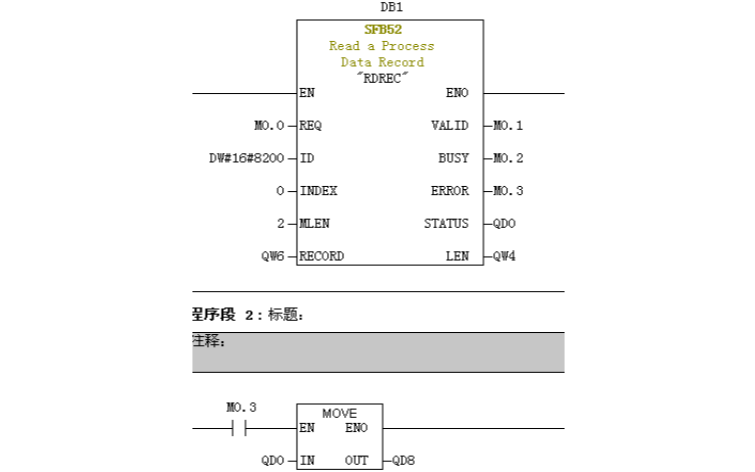 DB1
SFB52
Read a Process
Data Record
"RDREC"
EN ENO
M0.0 REQ VALID M0.1
DW#16#8200 ID BUSY M0.2
0 INDEX ERROR M0.3
2 MLEN STATUS QD0
QW6 RECORD LEN QW4
程序段 2：标题：
注释：
M0.3
MOVE
EN ENO
QD0 IN OUT QD8